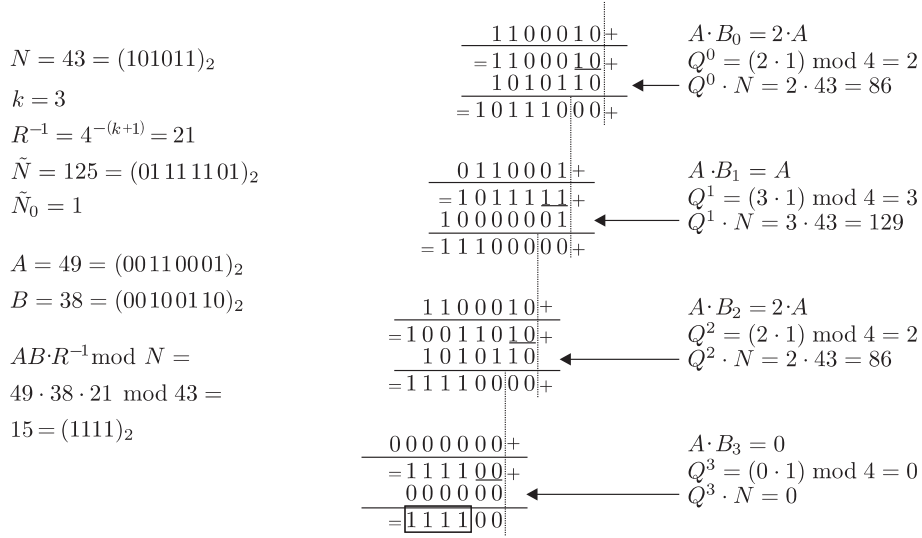 N = 43 = (101011)₂
k = 3
R⁻¹ = 4⁻⁽ᵏ⁺¹⁾ = 21
Ñ = 125 = (01111101)₂
Ñ₀ = 1
A = 49 = (00110001)₂
B = 38 = (00100110)₂
AB·R⁻¹ mod N =
49 · 38 · 21 mod 43 =
15 = (1111)₂
1100010+
=1100010+
1010110
=10111000+
0110001+
=1011111+
10000001
=11100000+
1100010+
=10011010+
1010110
=11110000+
0000000+
=111100+
000000
=111100
A·B₀ = 2·A
Q⁰ = (2 · 1) mod 4 = 2
Q⁰ · N = 2 · 43 = 86
A·B₁ = A
Q¹ = (3 · 1) mod 4 = 3
Q¹ · N = 3 · 43 = 129
A·B₂ = 2·A
Q² = (2 · 1) mod 4 = 2
Q² · N = 2 · 43 = 86
A·B₃ = 0
Q³ = (0 · 1) mod 4 = 0
Q³ · N = 0